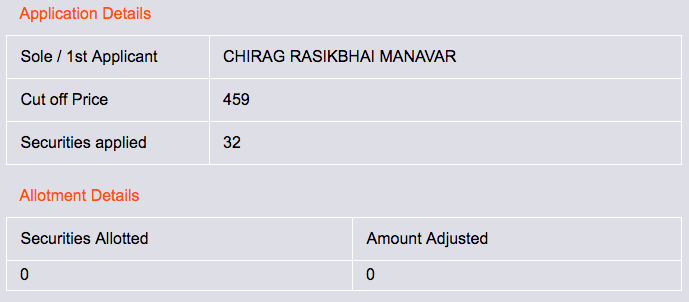 Application Details
Sole / 1st Applicant CHIRAG RASIKBHAI MANAVAR
Cut off Price 459
Securities applied 32
Allotment Details
Securities Allotted Amount Adjusted
0 0